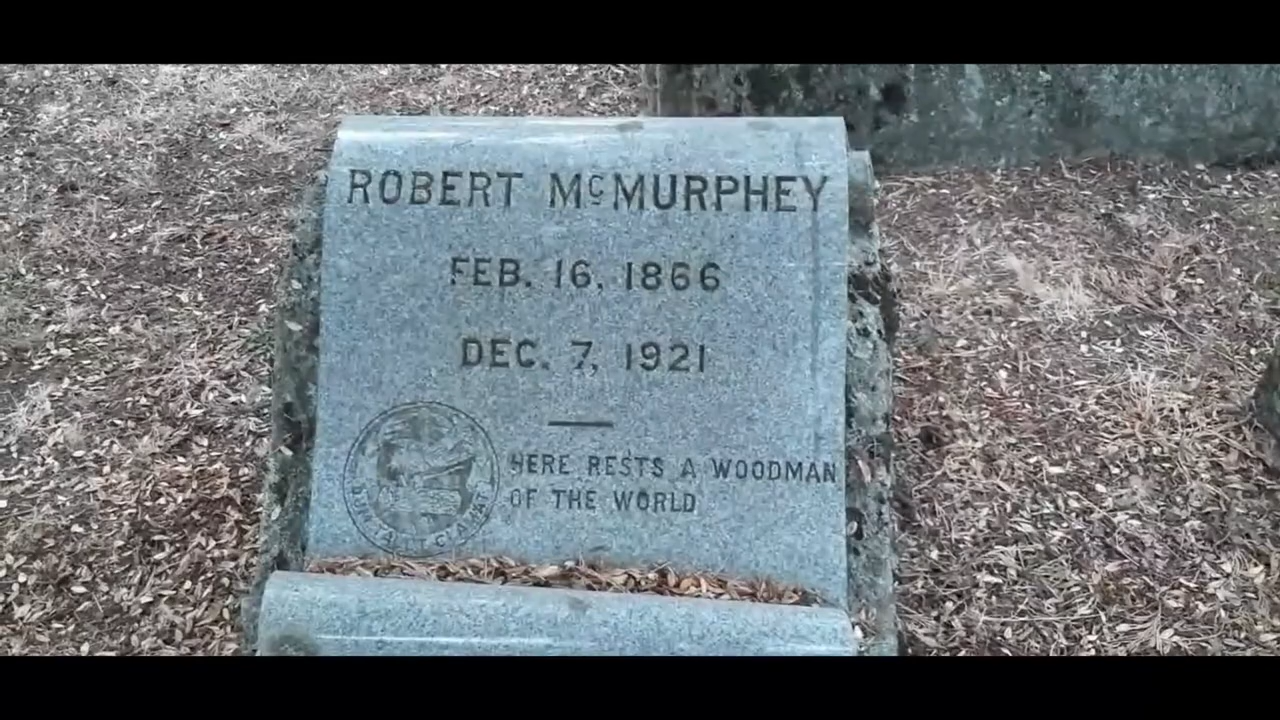 ROBERT McMURPHEY
FEB. 16, 1866
DEC. 7, 1921
HERE RESTS A WOODMAN
OF THE WORLD